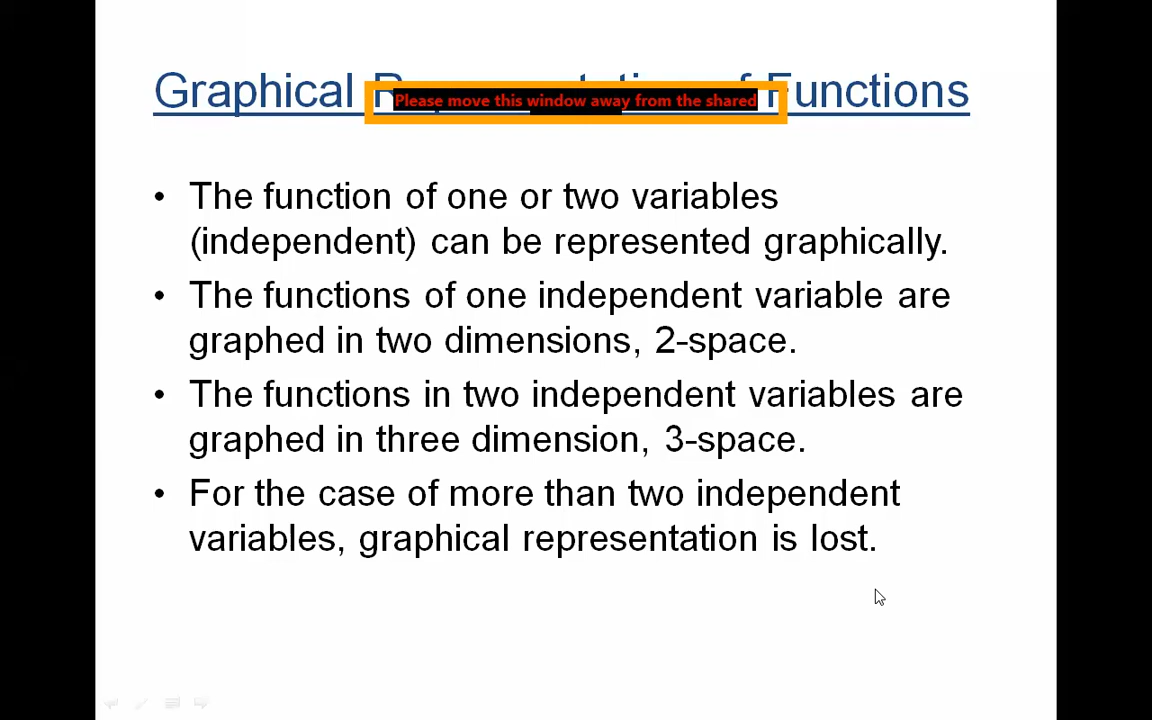 Graphical Functions
Please move this window away from the shared
• The function of one or two variables
(independent) can be represented graphically.
• The functions of one independent variable are
graphed in two dimensions, 2-space.
• The functions in two independent variables are
graphed in three dimension, 3-space.
• For the case of more than two independent
variables, graphical representation is lost.